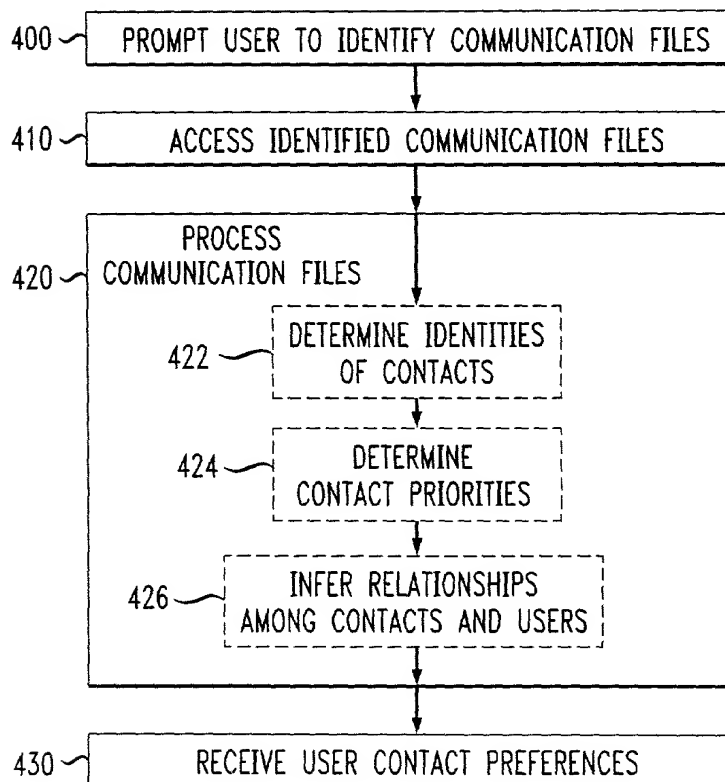 400 PROMPT USER TO IDENTIFY COMMUNICATION FILES
410 ACCESS IDENTIFIED COMMUNICATION FILES
420 PROCESS
COMMUNICATION FILES
422 DETERMINE IDENTITIES
OF CONTACTS
424 DETERMINE
CONTACT PRIORITIES
426 INFER RELATIONSHIPS
AMONG CONTACTS AND USERS
430 RECEIVE USER CONTACT PREFERENCES